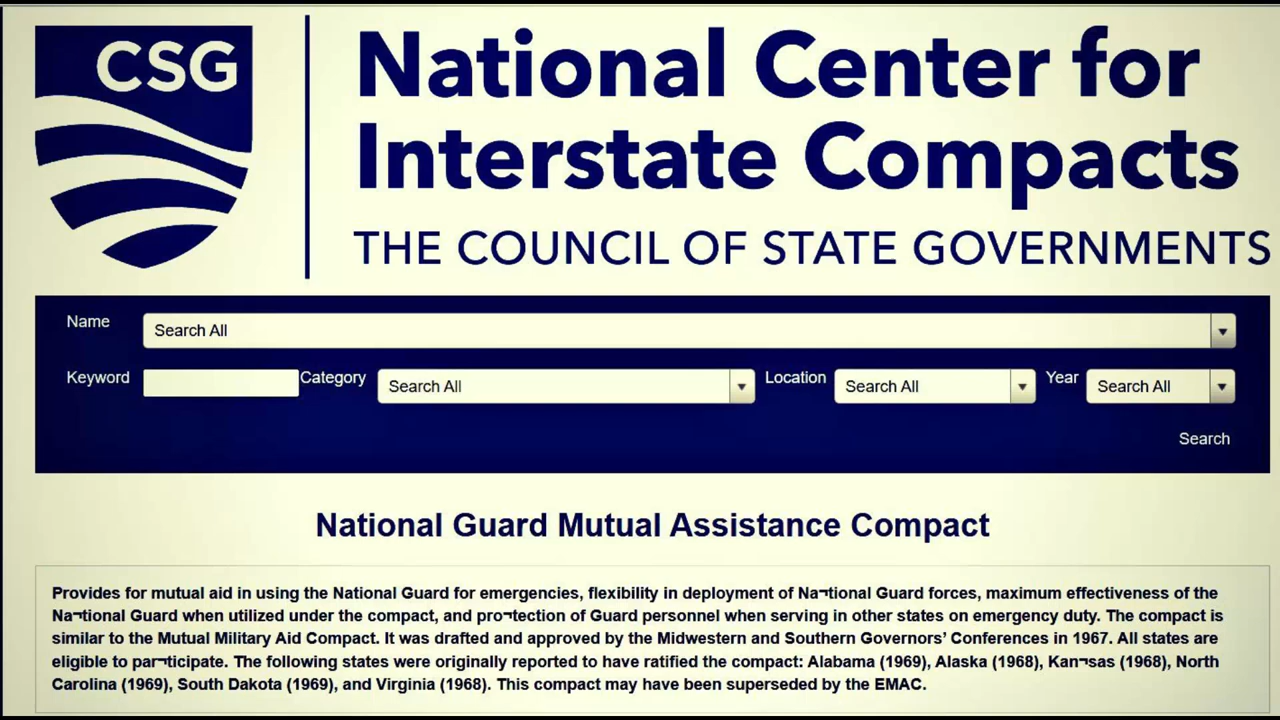 CSG
National Center for
Interstate Compacts
THE COUNCIL OF STATE GOVERNMENTS
Name
Search All
Keyword
Category
Search All
Location
Search All
Year
Search All
Search
National Guard Mutual Assistance Compact
Provides for mutual aid in using the National Guard for emergencies, flexibility in deployment of Na¬tional Guard forces, maximum effectiveness of the
Na¬tional Guard when utilized under the compact, and pro¬tection of Guard personnel when serving in other states on emergency duty. The compact is
similar to the Mutual Military Aid Compact. It was drafted and approved by the Midwestern and Southern Governors’ Conferences in 1967. All states are
eligible to par¬ticipate. The following states were originally reported to have ratified the compact: Alabama (1969), Alaska (1968), Kan¬sas (1968), North
Carolina (1969), South Dakota (1969), and Virginia (1968). This compact may have been superseded by the EMAC.